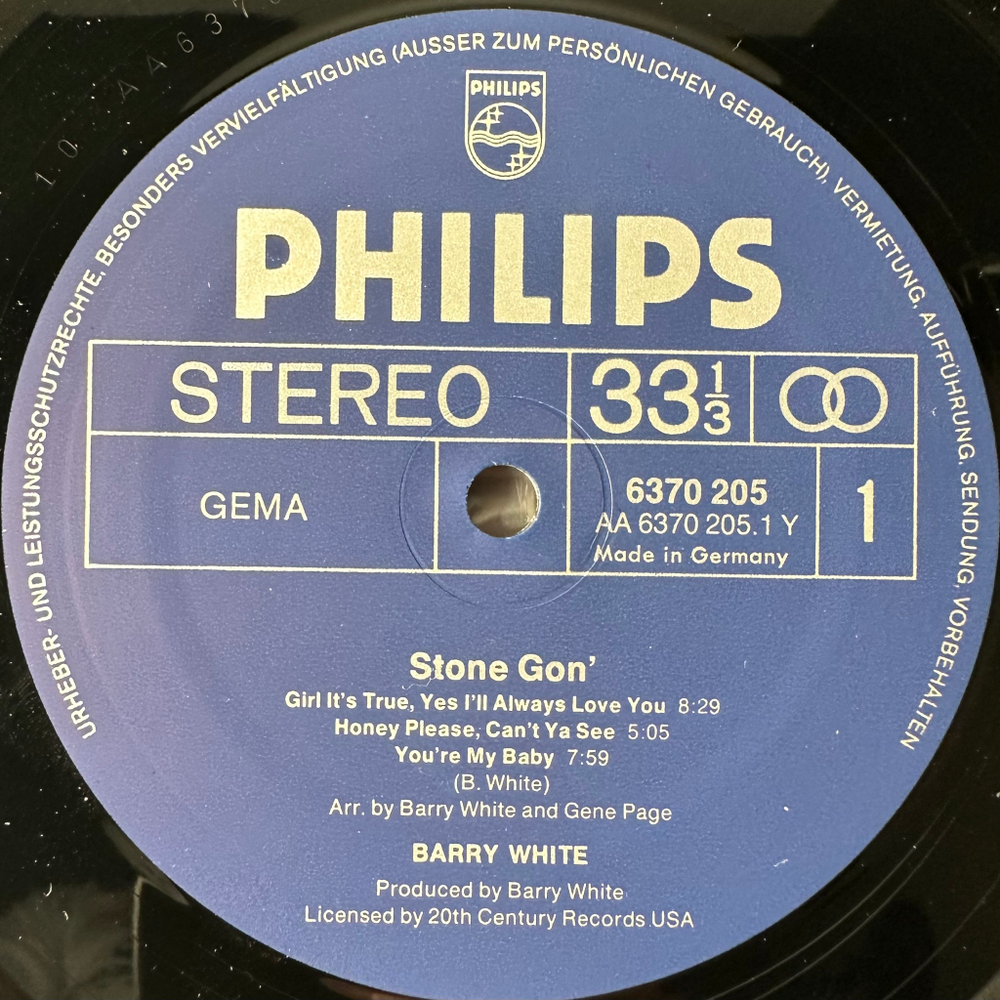 10 AA 637
URHEBER- UND LEISTUNGSSCHUTZRECHTE, BESONDERS VERVIELFÄLTIGUNG (AUSSER ZUM PERSÖNLICHEN GEBRAUCH), VERMIETUNG, AUFFÜHRUNG, SENDUNG, VORBEHALTEN
PHILIPS
PHILIPS
STEREO 33⅓
GEMA
6370 205
AA 6370 205.1 Y
Made in Germany
1
Stone Gon'
Girl It's True, Yes I'll Always Love You 8:29
Honey Please, Can't Ya See 5:05
You're My Baby 7:59
(B. White)
Arr. by Barry White and Gene Page
BARRY WHITE
Produced by Barry White
Licensed by 20th Century Records USA